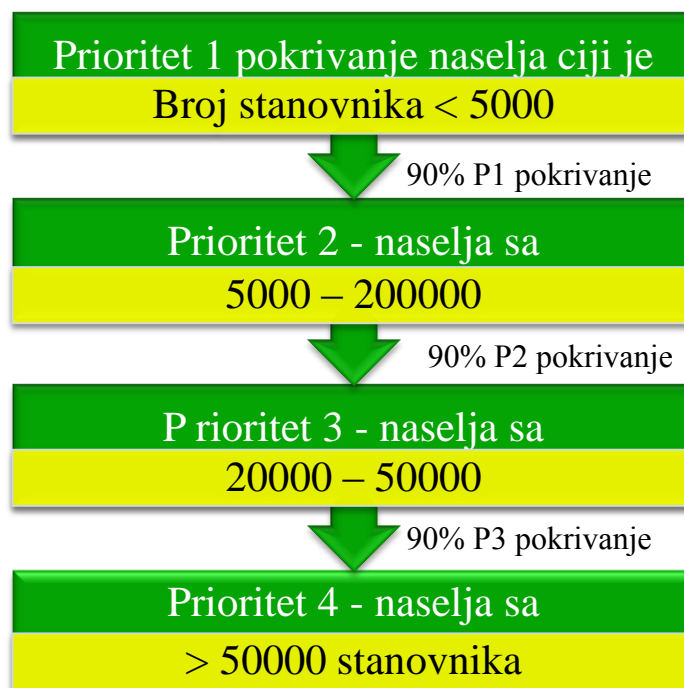 Prioritet 1 pokrivanje naselja ciji je
Broj stanovnika < 5000
90% P1 pokrivanje
Prioritet 2 - naselja sa
5000 – 200000
90% P2 pokrivanje
P rioritet 3 - naselja sa
20000 – 50000
90% P3 pokrivanje
Prioritet 4 - naselja sa
> 50000 stanovnika